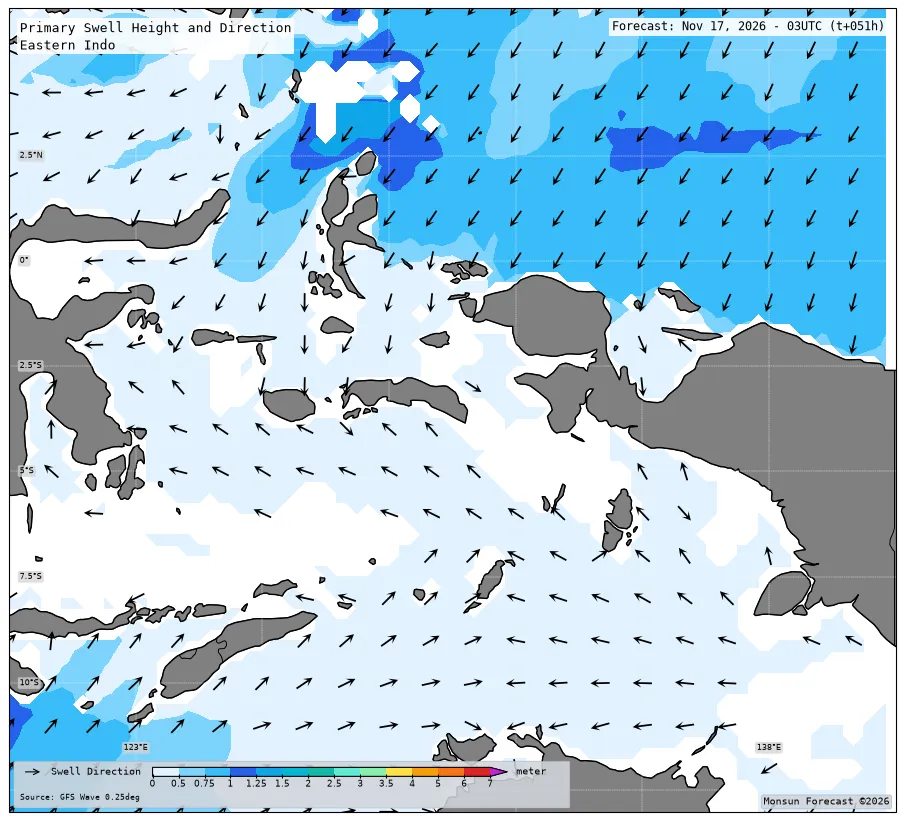 Primary Swell Height and Direction
Eastern Indo
Forecast: Nov 17, 2026 - 03UTC (t+051h)
2.5°N
0°
2.5°S
5°S
7.5°S
10°S
123°E
138°E
Swell Direction
0 0.5 0.75 1 1.25 1.5 2 2.5 3 3.5 4 5 6 7
meter
Source: GFS Wave 0.25deg
Monsun Forecast ©2026